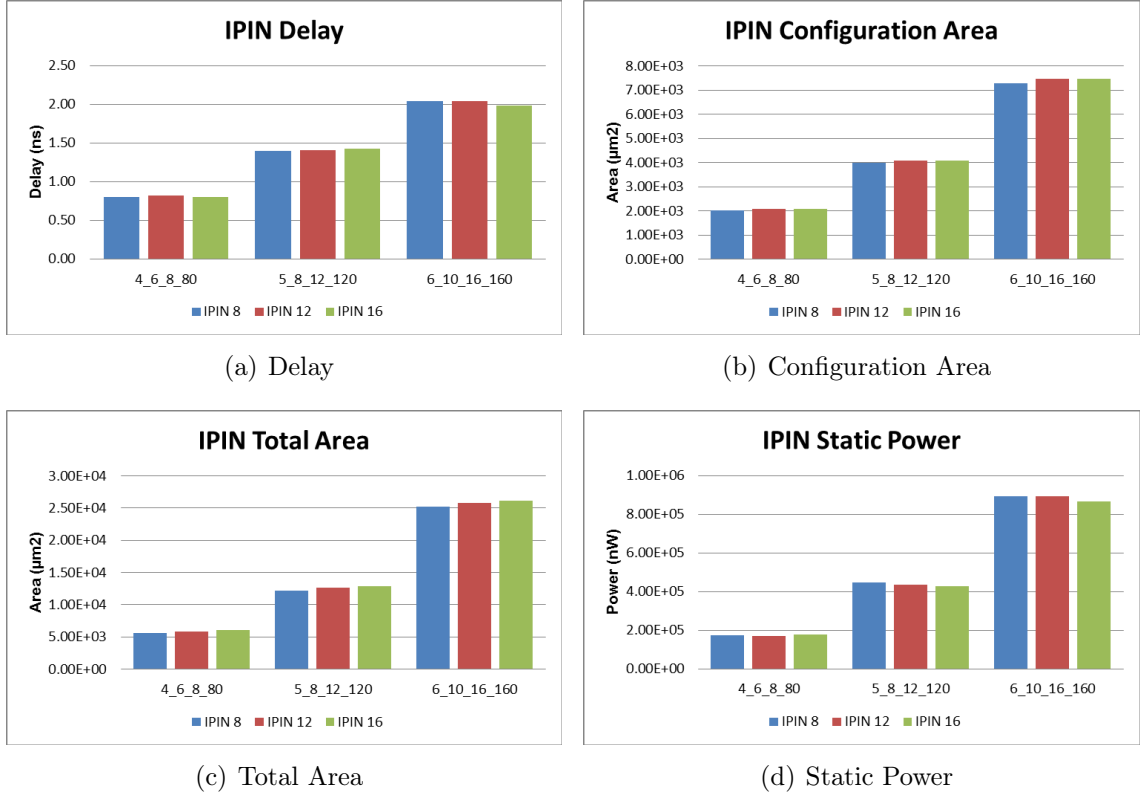 IPIN Delay
2.50
2.00
1.50
1.00
0.50
0.00
Delay (ns)
4_6_8_80 5_8_12_120 6_10_16_160
IPIN 8 IPIN 12 IPIN 16
(a) Delay
IPIN Configuration Area
8.00E+03
7.00E+03
6.00E+03
5.00E+03
4.00E+03
3.00E+03
2.00E+03
1.00E+03
0.00E+00
Area (µm2)
4_6_8_80 5_8_12_120 6_10_16_160
IPIN 8 IPIN 12 IPIN 16
(b) Configuration Area
IPIN Total Area
3.00E+04
2.50E+04
2.00E+04
1.50E+04
1.00E+04
5.00E+03
0.00E+00
Area (µm2)
4_6_8_80 5_8_12_120 6_10_16_160
IPIN 8 IPIN 12 IPIN 16
(c) Total Area
IPIN Static Power
1.00E+06
8.00E+05
6.00E+05
4.00E+05
2.00E+05
0.00E+00
Power (nW)
4_6_8_80 5_8_12_120 6_10_16_160
IPIN 8 IPIN 12 IPIN 16
(d) Static Power